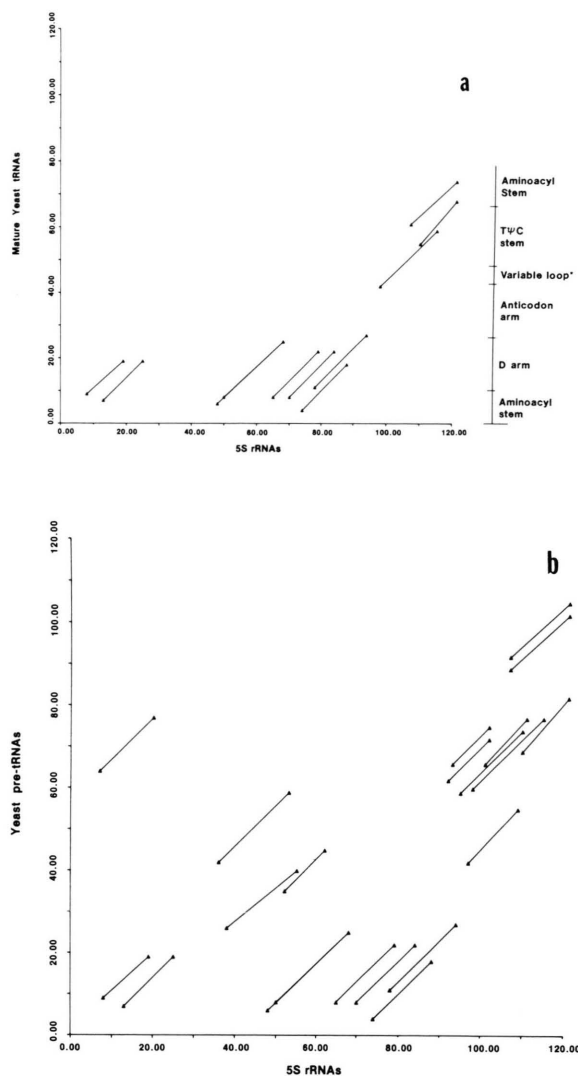 a
120.00
100.00
80.00
60.00
40.00
20.00
0.00
Mature Yeast tRNAs
0.00 20.00 40.00 60.00 80.00 100.00 120.00
5S rRNAs
Aminoacyl
Stem
TΨC
stem
Variable loop*
Anticodon
arm
D arm
Aminoacyl
stem
b
120.00
100.00
80.00
60.00
40.00
20.00
0.00
Yeast pre-tRNAs
0.00 20.00 40.00 60.00 80.00 100.00 120.00
5S rRNAs